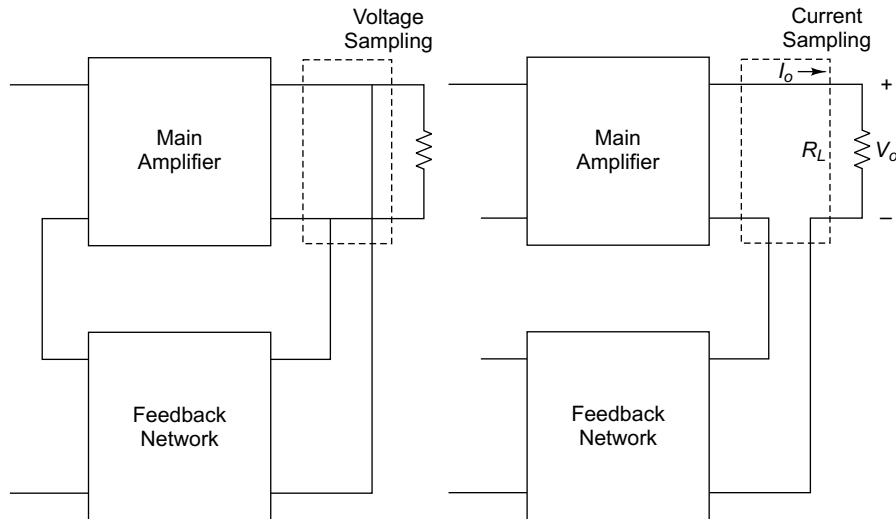 Voltage
Sampling
Main
Amplifier
Feedback
Network
Current
Sampling
Io
+
Main
Amplifier
RL
Vo
–
Feedback
Network